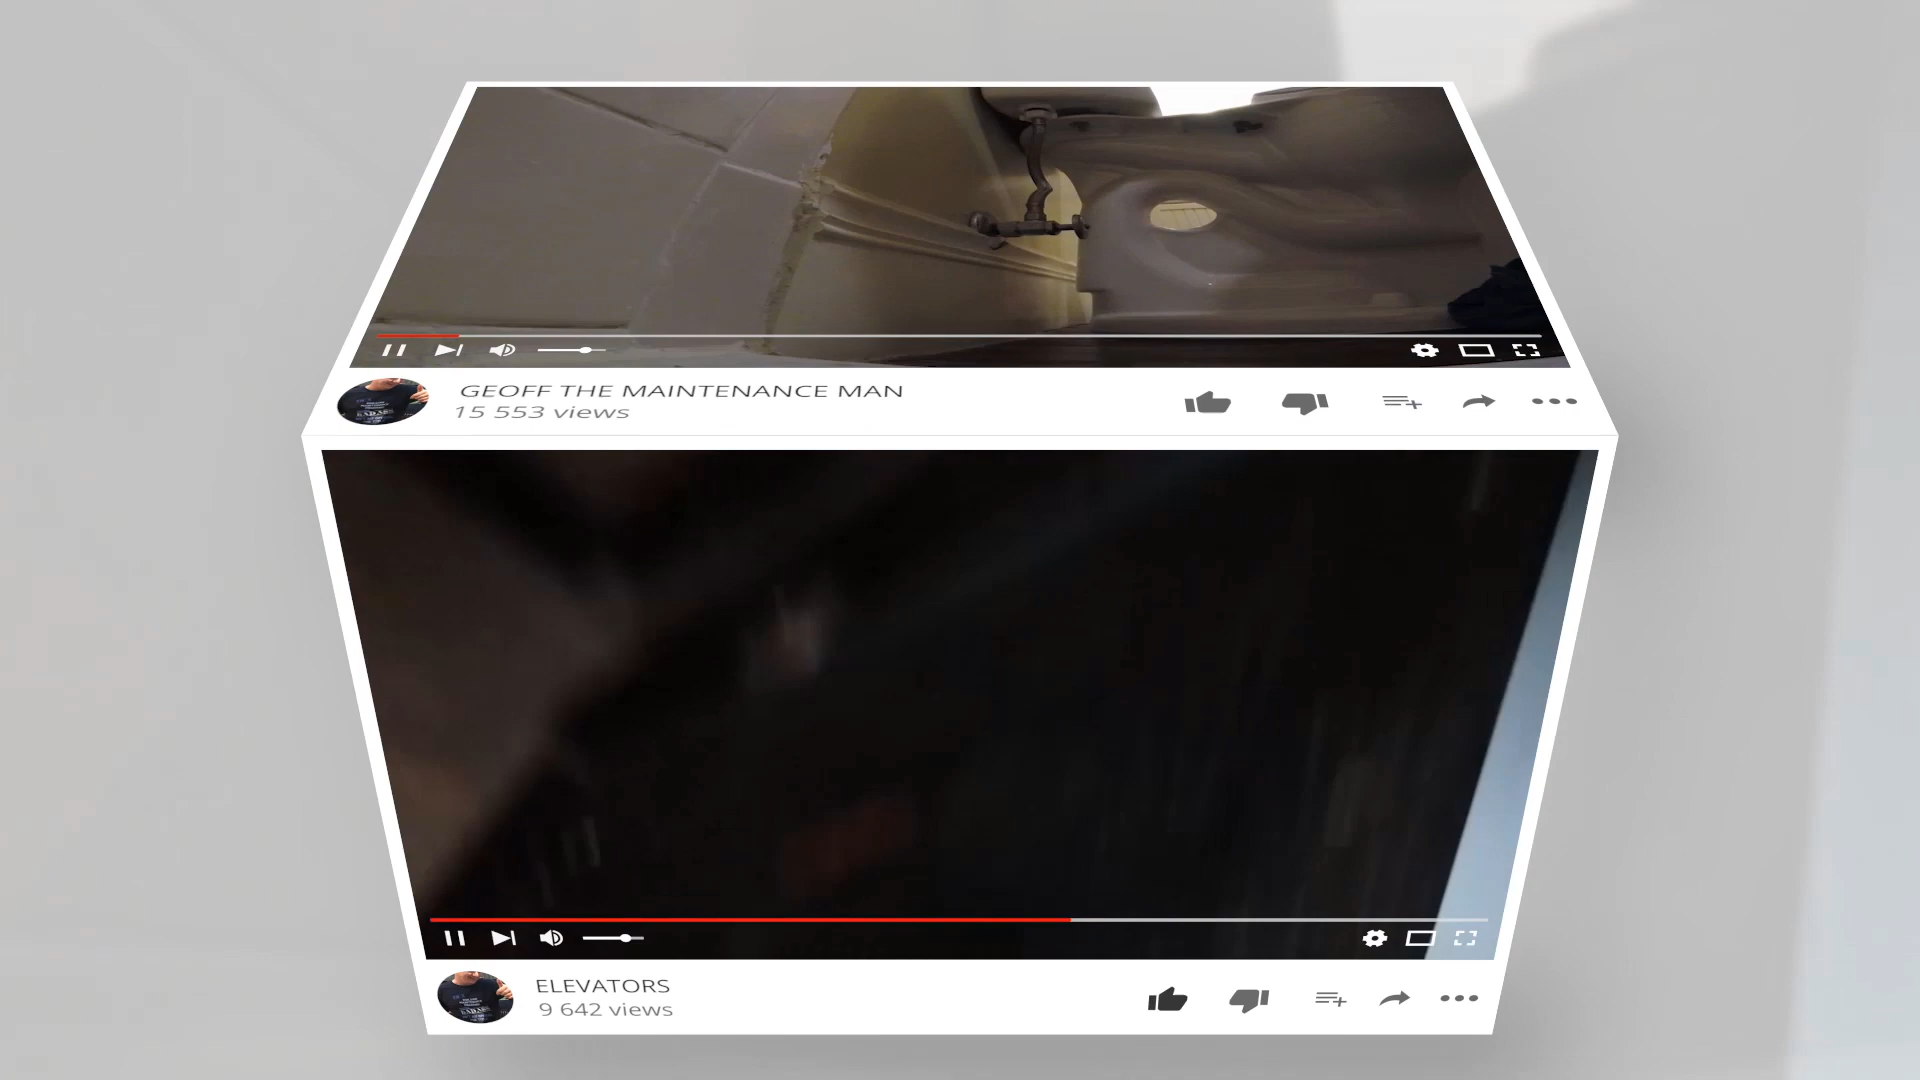 GEOFF THE MAINTENANCE MAN
15 553 views
ELEVATORS
9 642 views